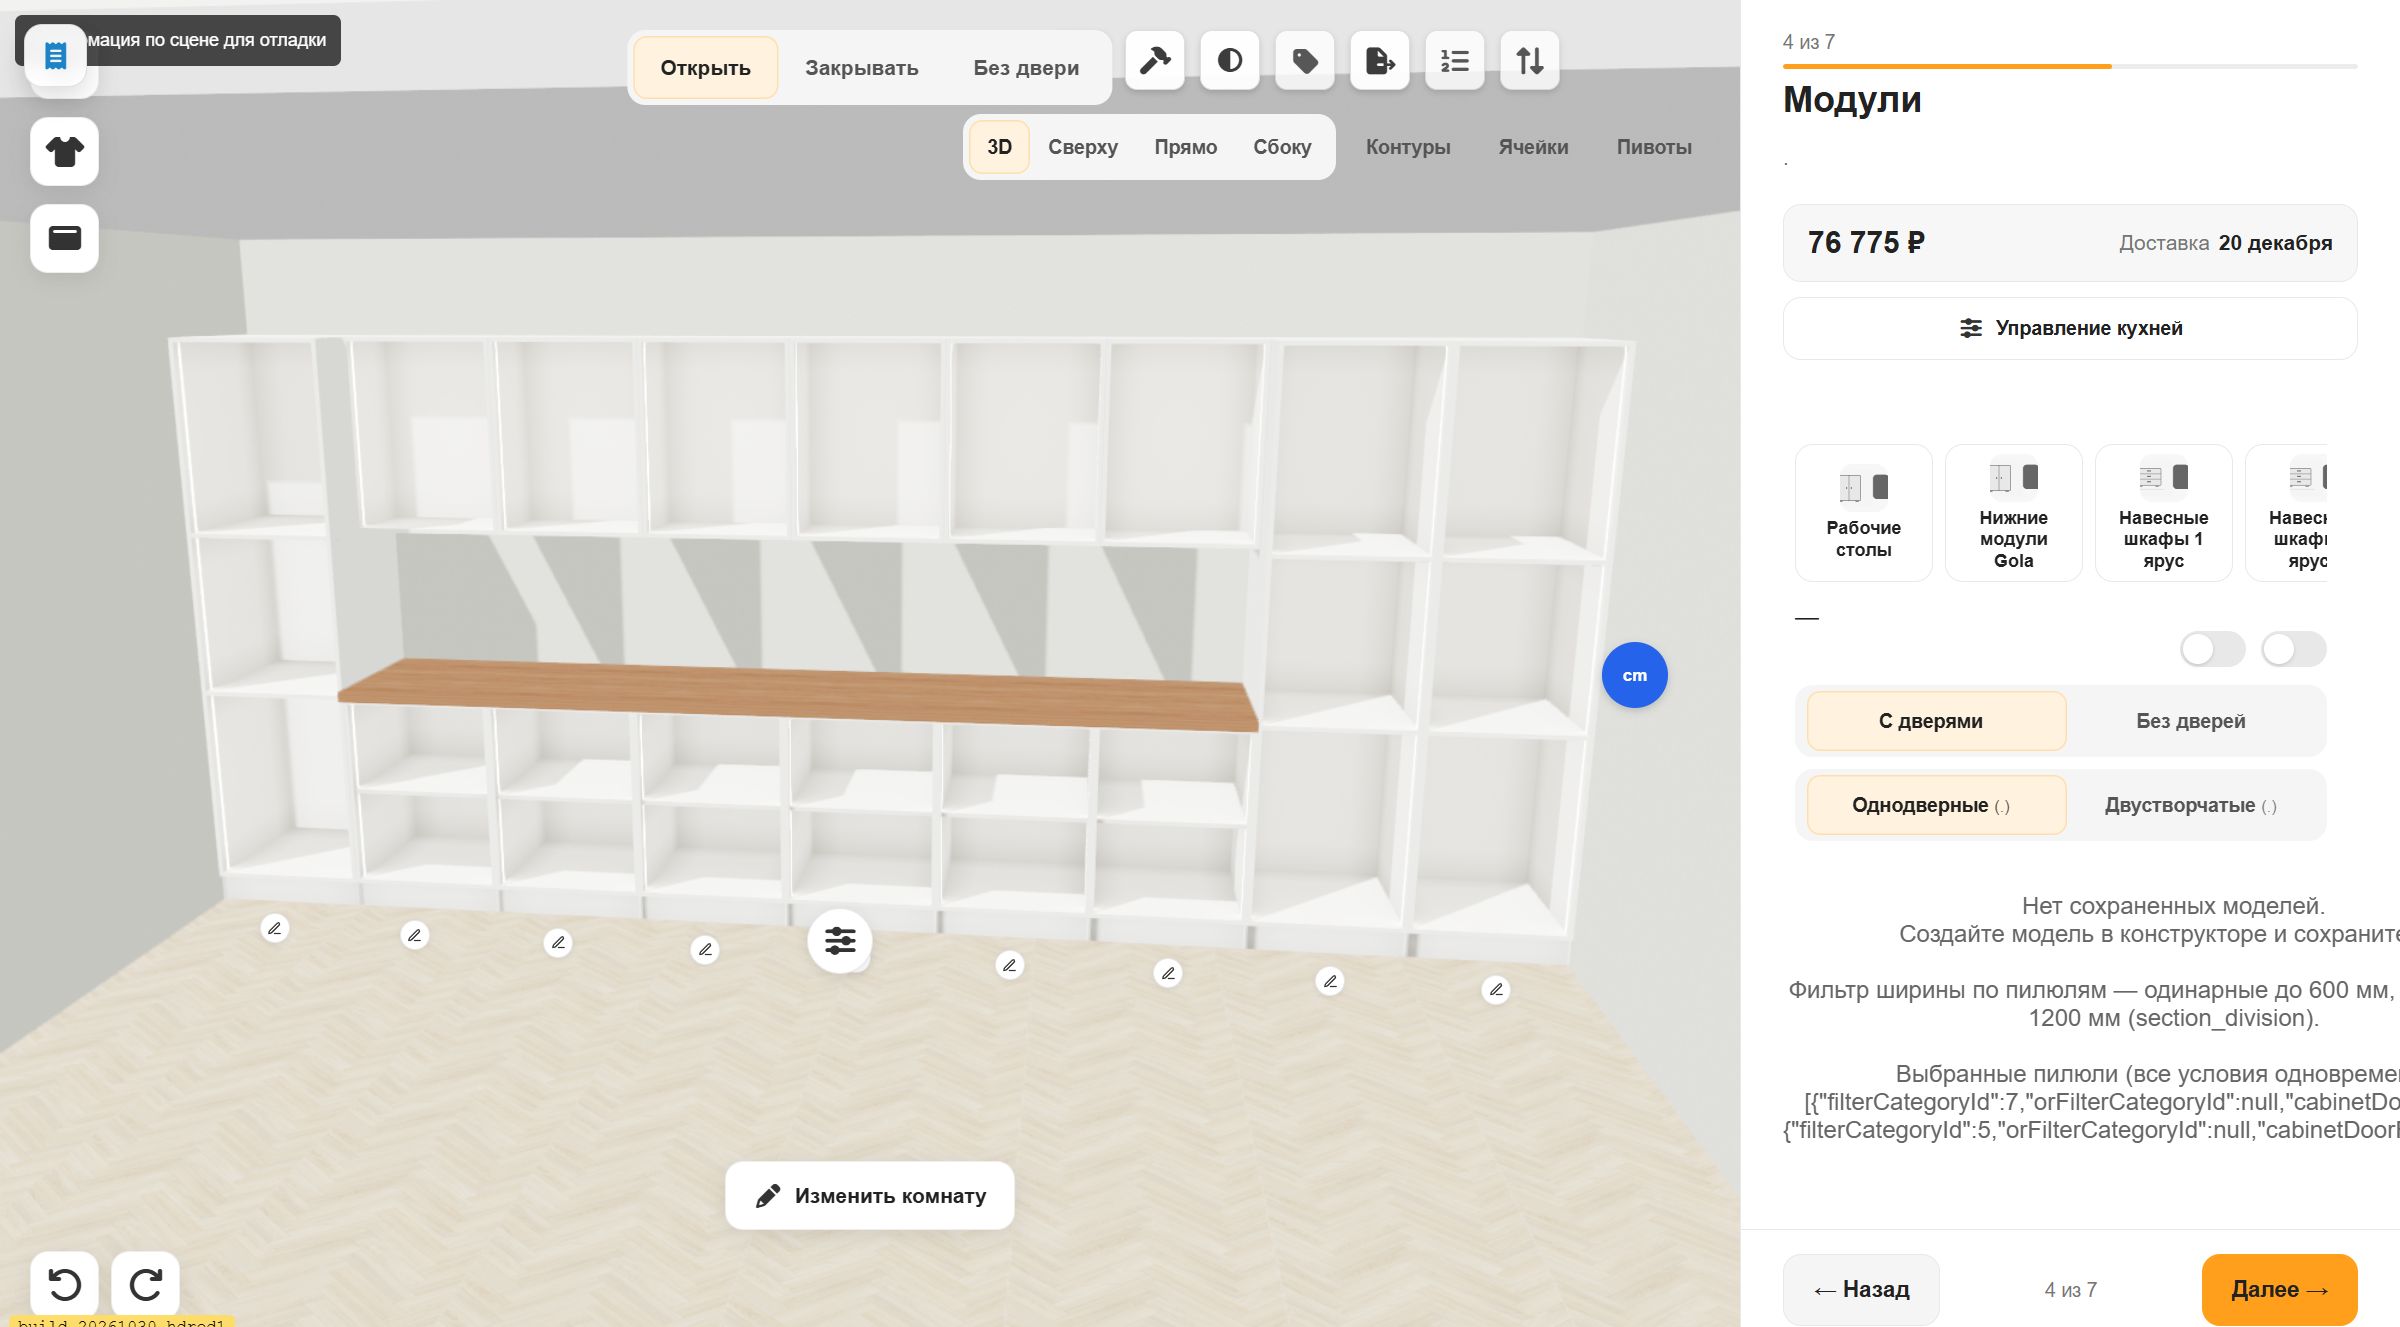 мация по сцене для отладки
Открыть
Закрывать
Без двери
3D
Сверху
Прямо
Сбоку
Контуры
Ячейки
Пивоты
cm
Изменить комнату
4 из 7
Модули
.
76 775 ₽
Доставка 20 декабря
Управление кухней
Рабочие
столы
Нижние
модули
Gola
Навесные
шкафы 1
ярус
—
С дверями
Без дверей
Однодверные (.)
Двустворчатые (.)
Нет сохраненных моделей.
Создайте модель в конструкторе и сохраните
Фильтр ширины по пилюлям — одинарные до 600 мм,
1200 мм (section_division).
Выбранные пилюли (все условия одновреме
[{"filterCategoryId":7,"orFilterCategoryId":null,"cabinetDo
{"filterCategoryId":5,"orFilterCategoryId":null,"cabinetDoor
← Назад
4 из 7
Далее →